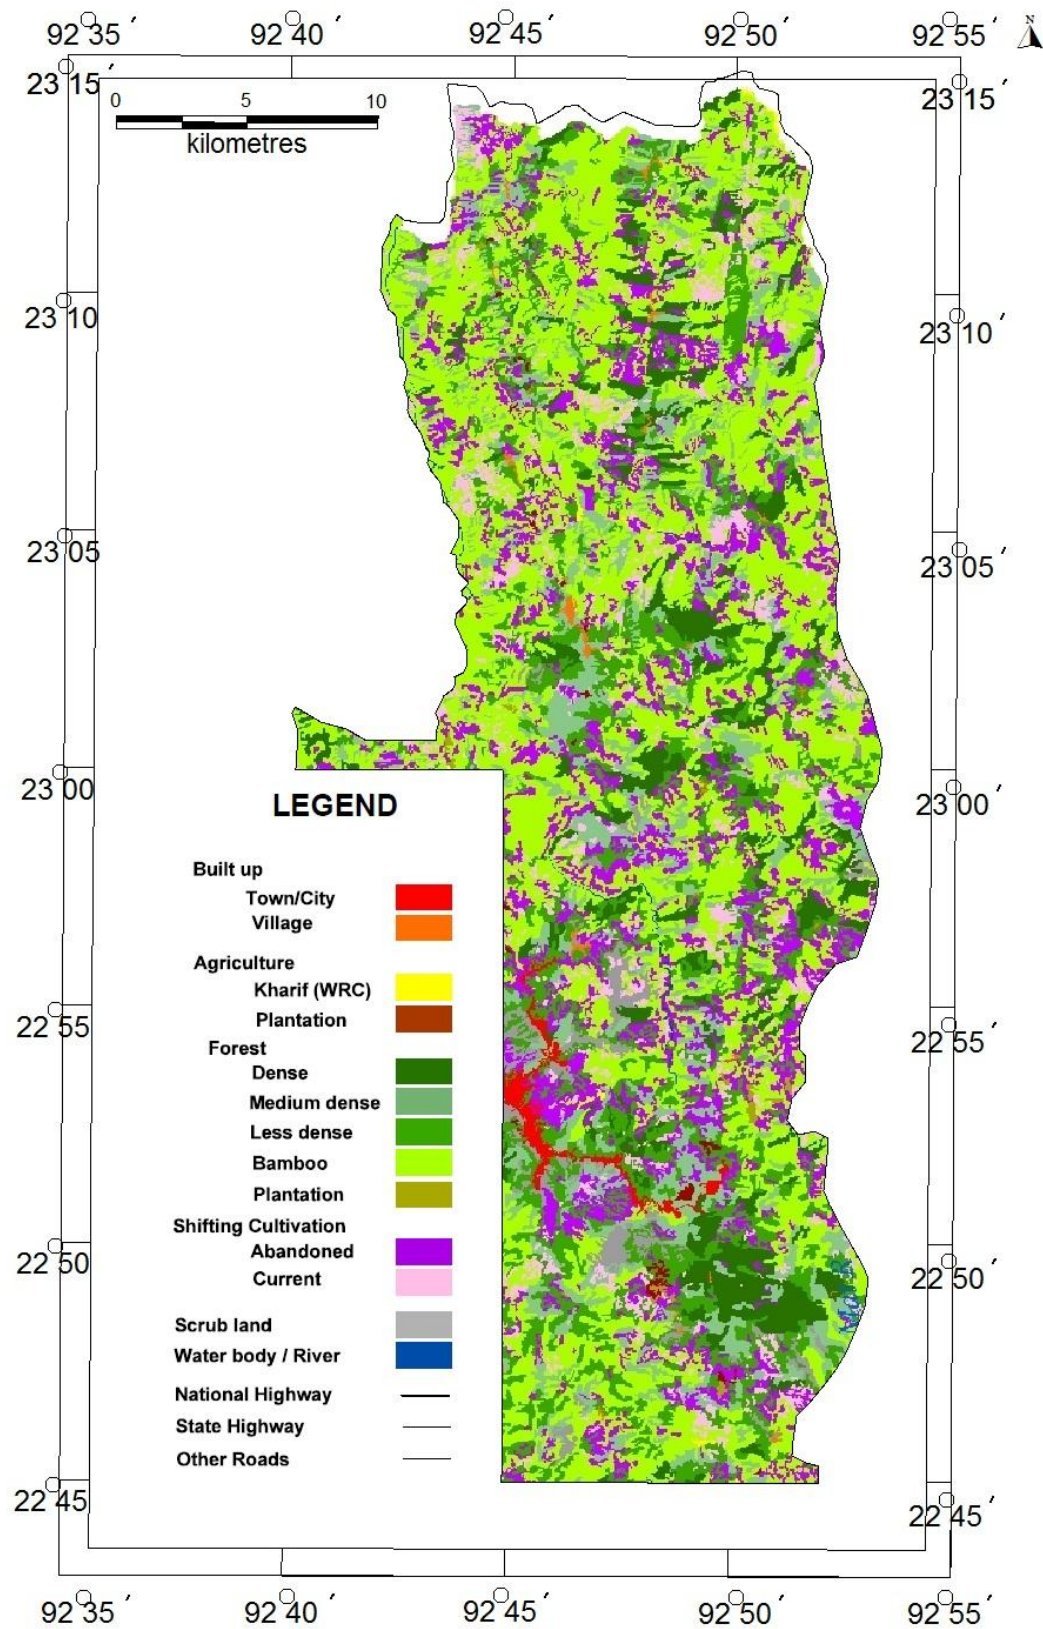 92 35 ′ 92 40 ′ 92 45 ′ 92 50 ′ 92 55 ′
N
23 15 ′ 23 15 ′
0 5 10
kilometres
23 10 ′ 23 10 ′
23 05 ′ 23 05 ′
23 00 ′ 23 00 ′
LEGEND
Built up
Town/City
Village
Agriculture
Kharif (WRC)
Plantation
22 55 ′ 22 55 ′
Forest
Dense
Medium dense
Less dense
Bamboo
Plantation
Shifting Cultivation
Abandoned
22 50 ′ 22 50 ′
Current
Scrub land
Water body / River
National Highway
State Highway
Other Roads
22 45 ′ 22 45 ′
92 35 ′ 92 40 ′ 92 45 ′ 92 50 ′ 92 55 ′